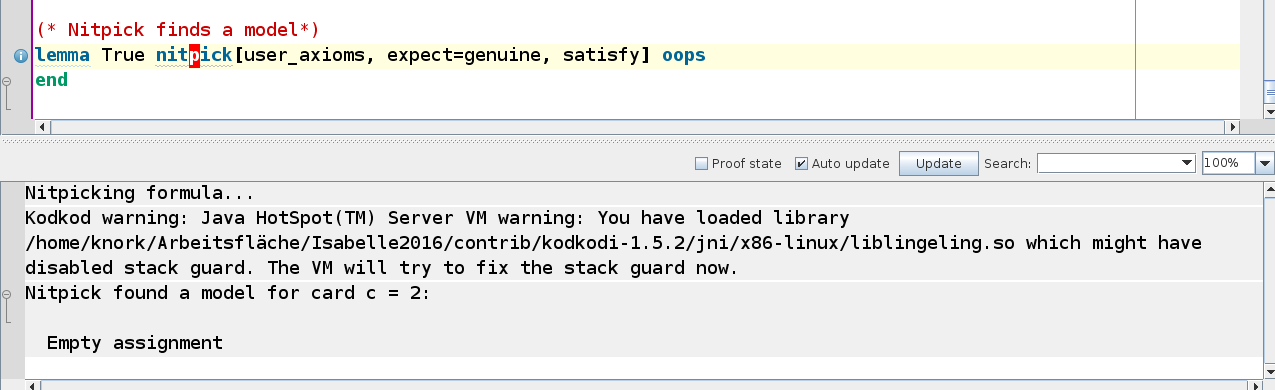 (* Nitpick finds a model*)
lemma True nitpick[user_axioms, expect=genuine, satisfy] oops
end
Proof state Auto update Update Search: 100%
Nitpicking formula...
Kodkod warning: Java HotSpot(TM) Server VM warning: You have loaded library
/home/knork/Arbeitsfläche/Isabelle2016/contrib/kodkodi-1.5.2/jni/x86-linux/liblingeling.so which might have
disabled stack guard. The VM will try to fix the stack guard now.
Nitpick found a model for card c = 2:
Empty assignment